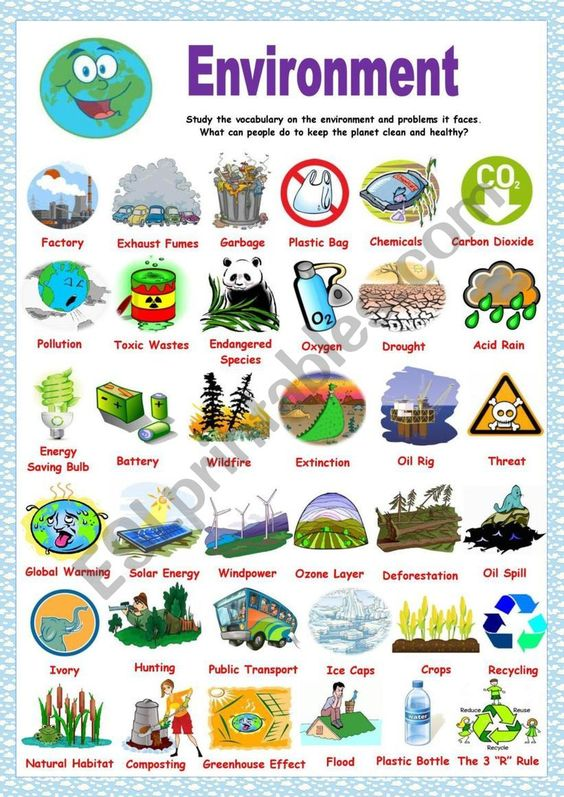 Environment
Study the vocabulary on the environment and problems it faces.
What can people do to keep the planet clean and healthy?
CO2
Factory
Exhaust Fumes
Garbage
Plastic Bag
Chemicals
Carbon Dioxide
O2
Pollution
Toxic Wastes
Endangered
Species
Oxygen
Drought
Acid Rain
Energy
Saving Bulb
Battery
Wildfire
Extinction
Oil Rig
Threat
Global Warming
Solar Energy
Windpower
Ozone Layer
Deforestation
Oil Spill
Ivory
Hunting
Public Transport
Ice Caps
Crops
Recycling
water
Reduce
Reuse
Recycle
Natural Habitat
Composting
Greenhouse Effect
Flood
Plastic Bottle
The 3 “R” Rule
ESLprintables.com